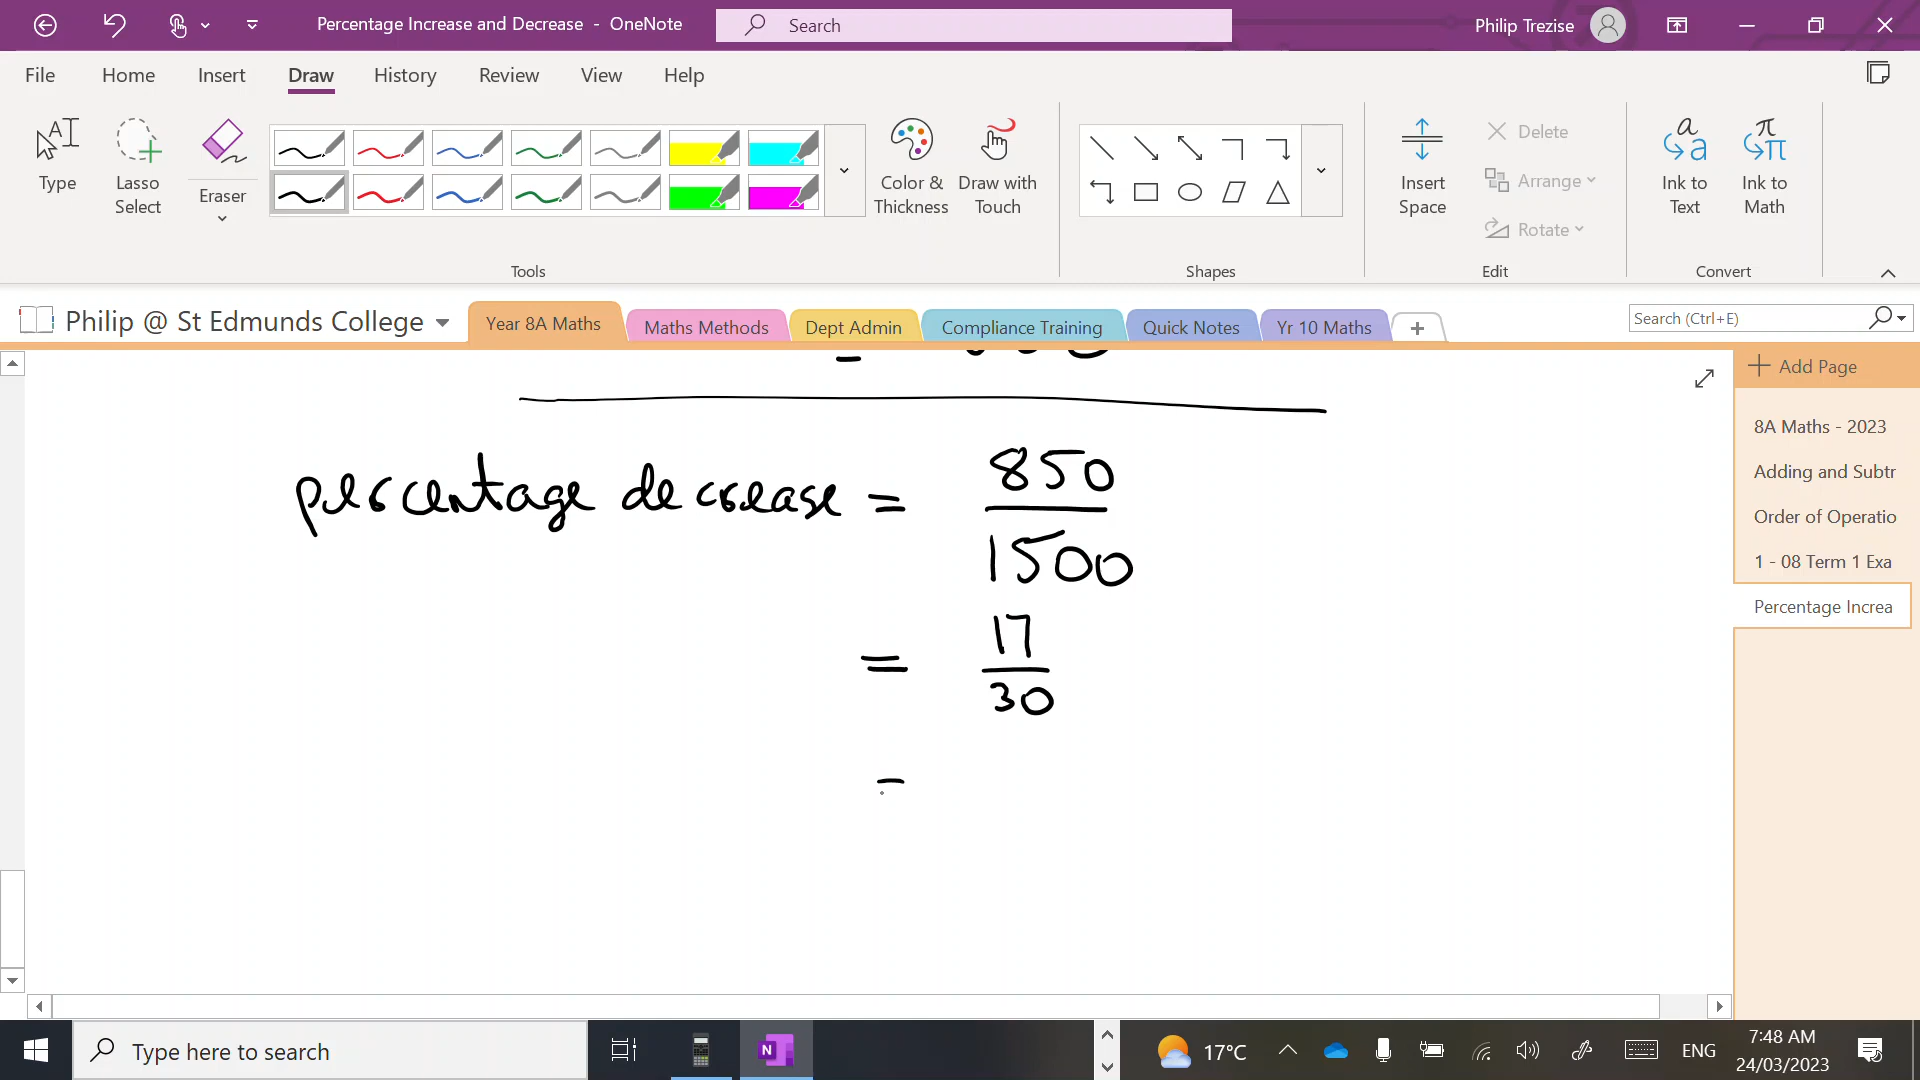 Percentage Increase and Decrease - OneNote
Search
Philip Trezise
File Home Insert Draw History Review View Help
Type
Lasso Select
Eraser
Color & Thickness
Draw with Touch
Insert Space
Delete
Arrange
Rotate
Ink to Text
Ink to Math
Tools Shapes Edit Convert
Philip @ St Edmunds College
Year 8A Maths Maths Methods Dept Admin Compliance Training Quick Notes Yr 10 Maths
Search (Ctrl+E)
Add Page
8A Maths - 2023
Adding and Subtr
Order of Operatio
1 - 08 Term 1 Exa
Percentage Increa
percentage decrease = 850
1500
= 17
30
=
Type here to search
17°C
ENG
7:48 AM
24/03/2023